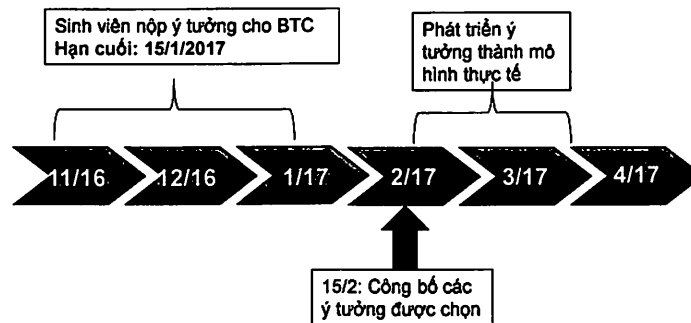 Sinh viên nộp ý tưởng cho BTC
Hạn cuối: 15/1/2017
Phát triển ý
tưởng thành mô
hình thực tế
11/16
12/16
1/17
2/17
3/17
4/17
15/2: Công bố các
ý tưởng được chọn